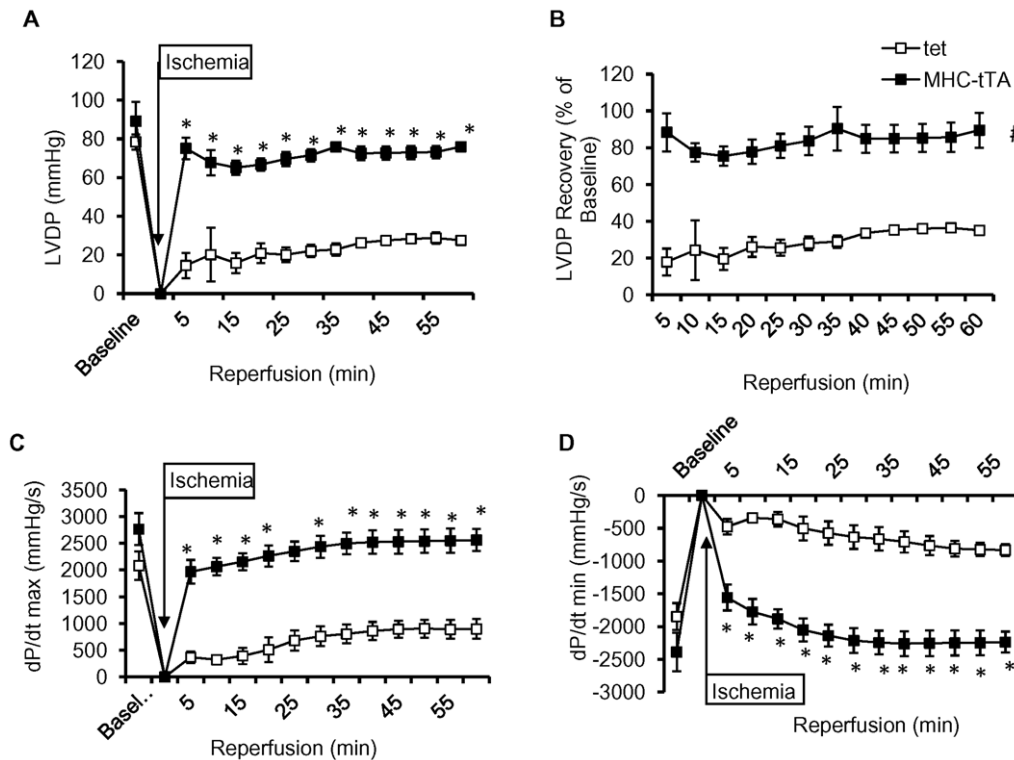 A
Ischemia
120
100
80
60
40
20
0
LVDP (mmHg)
* * * * * * * * * * * *
Baseline 5 15 25 35 45 55
Reperfusion (min)
B
tet
MHC-tTA
120
100
80
60
40
20
0
LVDP Recovery (% of
Baseline)
#
5 10 15 20 25 30 35 40 45 50 55 60
Reperfusion (min)
C
Ischemia
3500
3000
2500
2000
1500
1000
500
0
dP/dt max (mmHg/s)
* * * * * * * * * * *
Basel.. 5 15 25 35 45 55
Reperfusion (min)
D
Baseline 5 15 25 35 45 55
0
-500
-1000
-1500
-2000
-2500
-3000
dP/dt min (mmHg/s)
* * * * * * * * * * * *
Ischemia
Reperfusion (min)